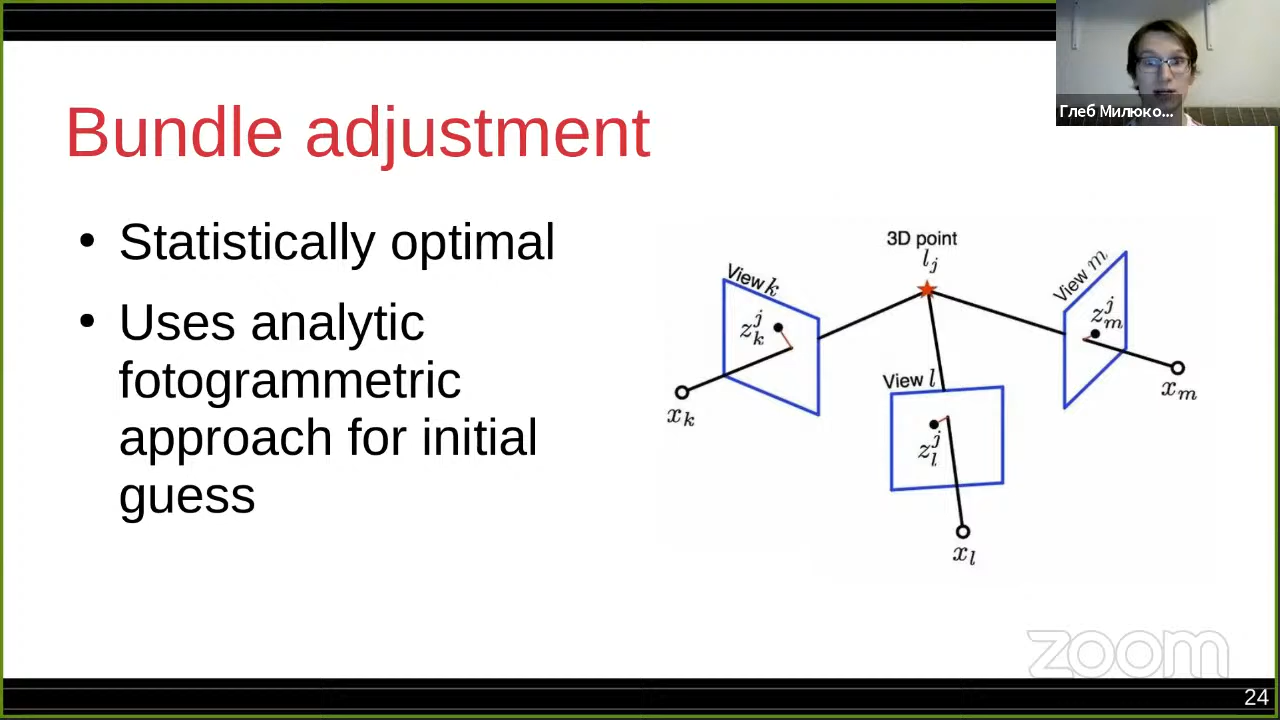 Глеб Милюко...
Bundle adjustment
• Statistically optimal
• Uses analytic
fotogrammetric
approach for initial
guess
3D point
l_j
View k
z_k^j
x_k
View l
z_l^j
x_l
View m
z_m^j
x_m
zoom
24